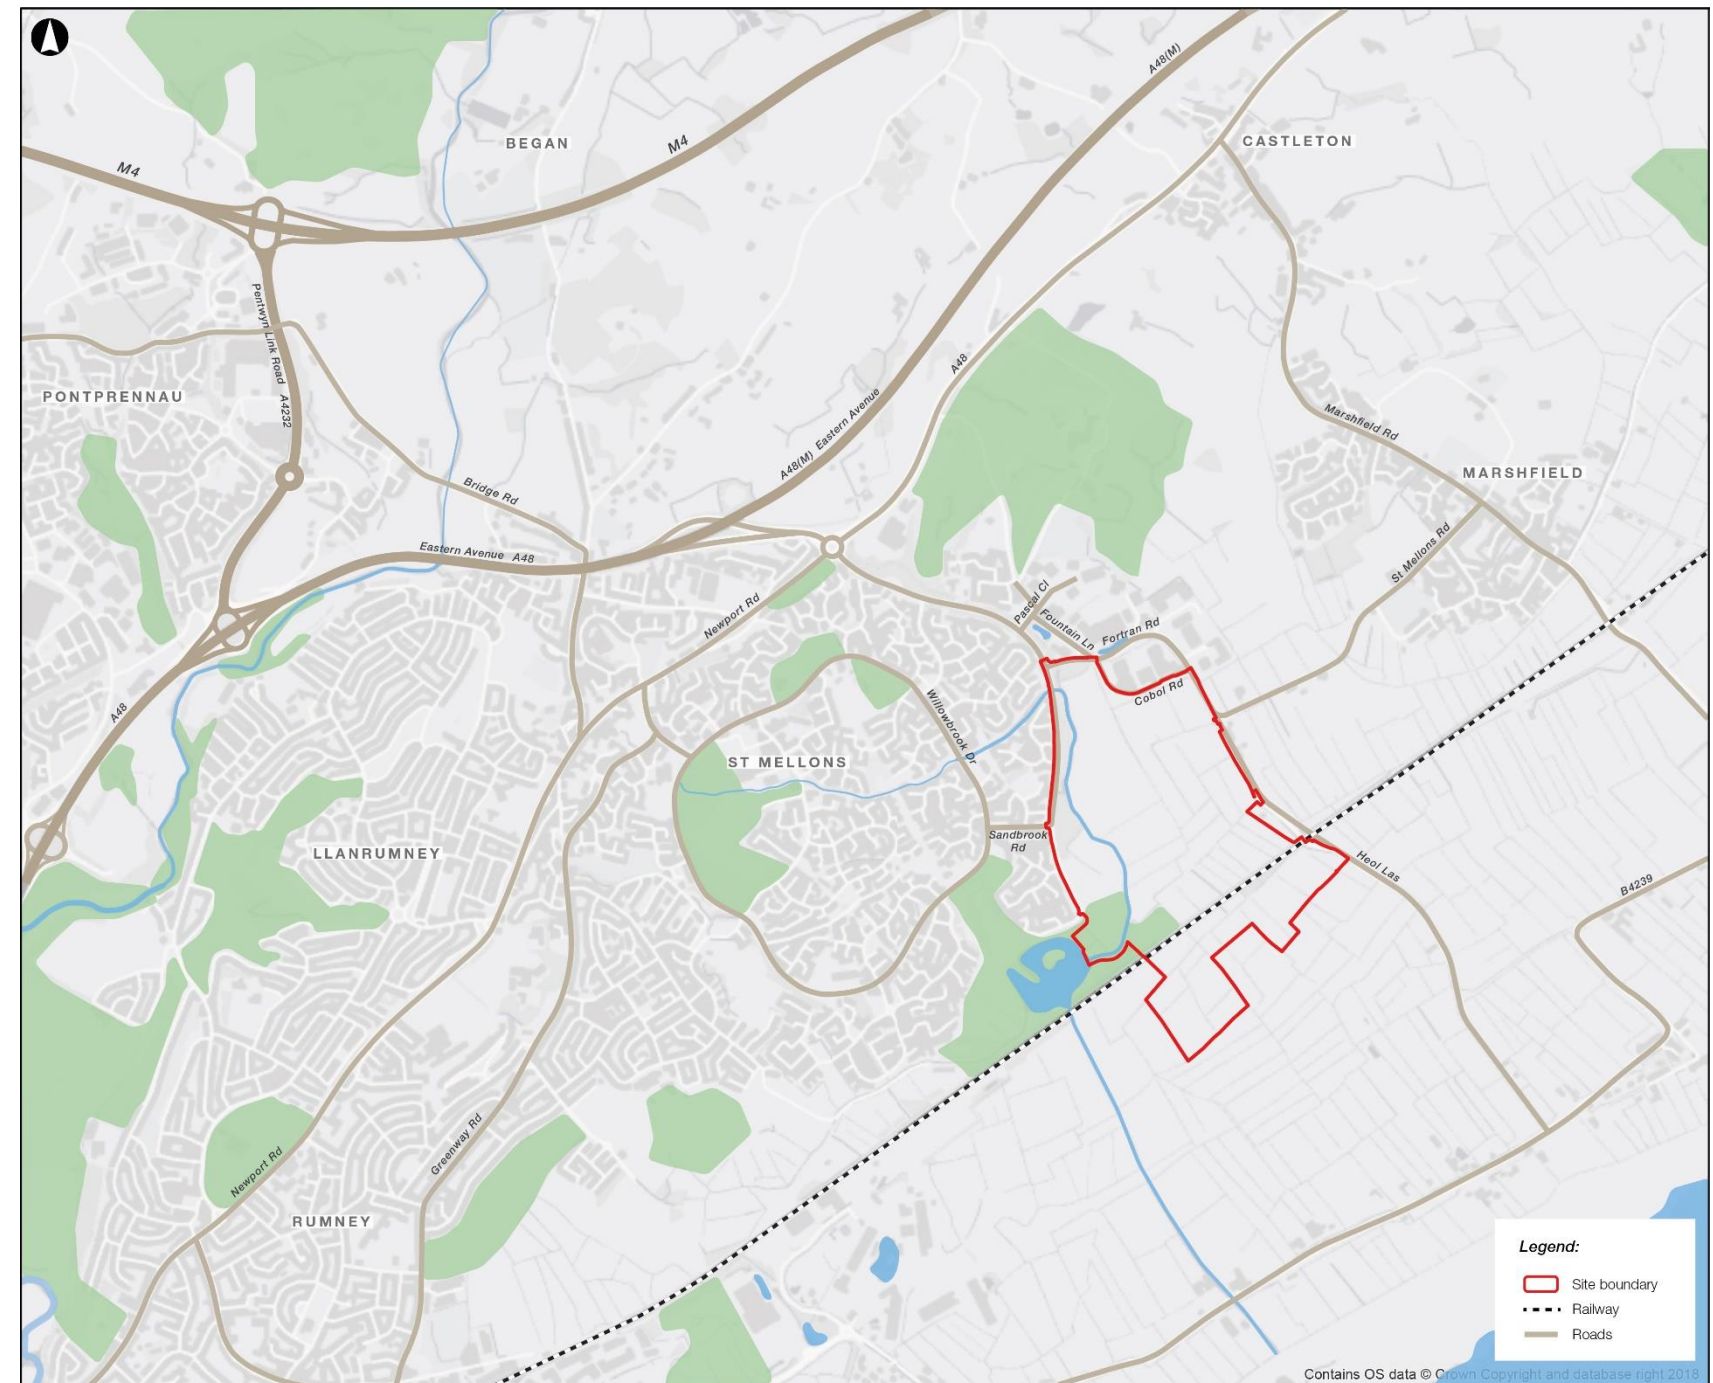 A48(M)
BEGAN
M4
CASTLETON
M4
Pentwyn Link Road A4232
PONTPRENNAU
A48
A48(M) Eastern Avenue
Marshfield Rd
MARSHFIELD
Bridge Rd
Eastern Avenue A48
St Mellons Rd
Newport Rd
Pascal Cl
Fountain Ln
Fortran Rd
Cobol Rd
A48
Willowbrook Dr
ST MELLONS
Sandbrook
Rd
LLANRUMNEY
Heol Las
B4239
Greenway Rd
Newport Rd
RUMNEY
Legend:
Site boundary
Railway
Roads
Contains OS data © Crown Copyright and database right 2018